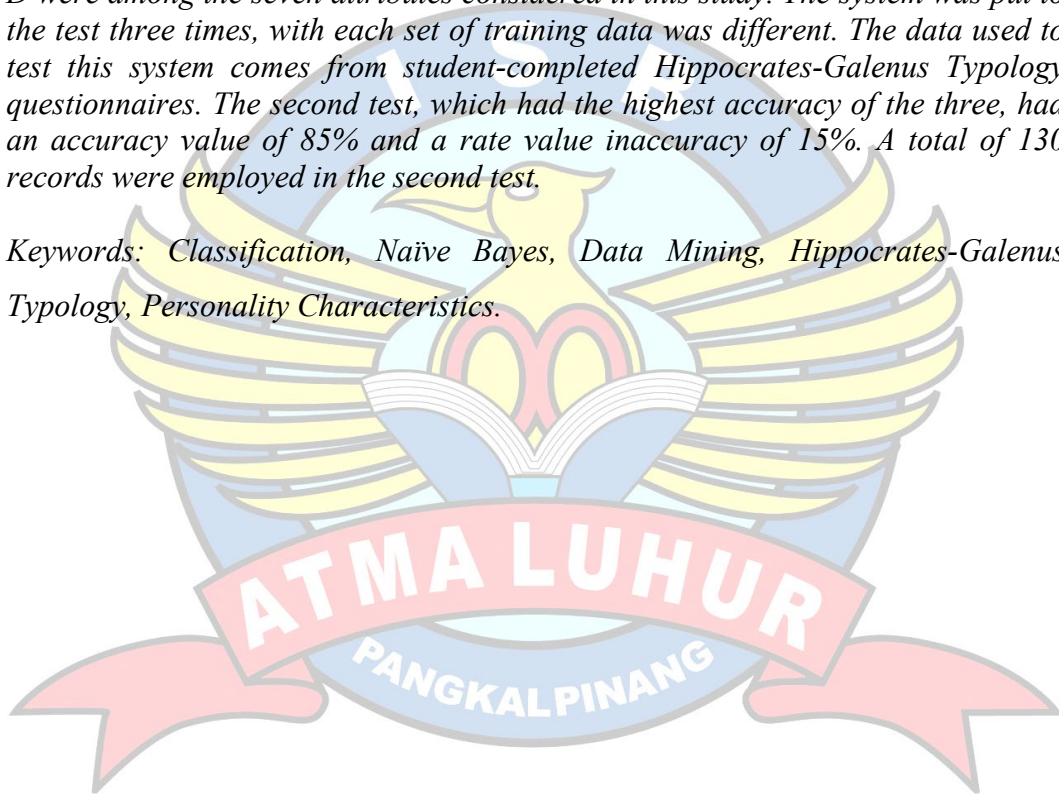 the test three times, with each set of training data was different. The data used to
test this system comes from student-completed Hippocrates-Galenus Typology
questionnaires. The second test, which had the highest accuracy of the three, had
an accuracy value of 85% and a rate value inaccuracy of 15%. A total of 130
records were employed in the second test.
Keywords: Classification, Naïve Bayes, Data Mining, Hippocrates-Galenus
Typology, Personality Characteristics.
I S B
ATMA LUHUR
PANGKALPINANG